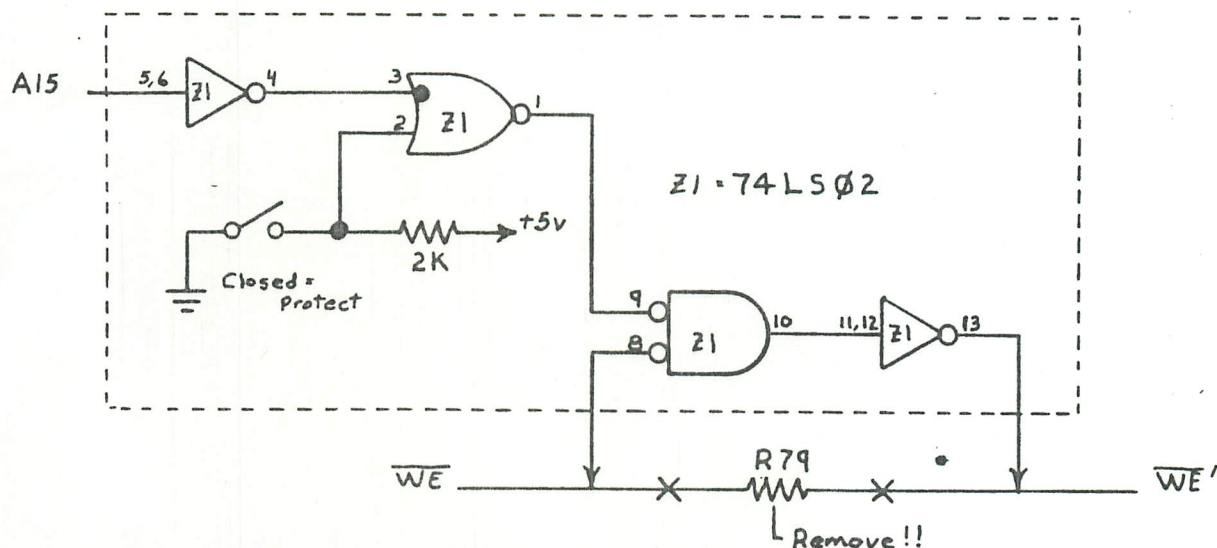 A15
5,6
Z1
4
3
2
Z1
1
Z1 = 74LSØ2
+5v
2K
Closed =
Protect
9
8
Z1
10
11,12
Z1
13
WE
R79
WE'
Remove!!